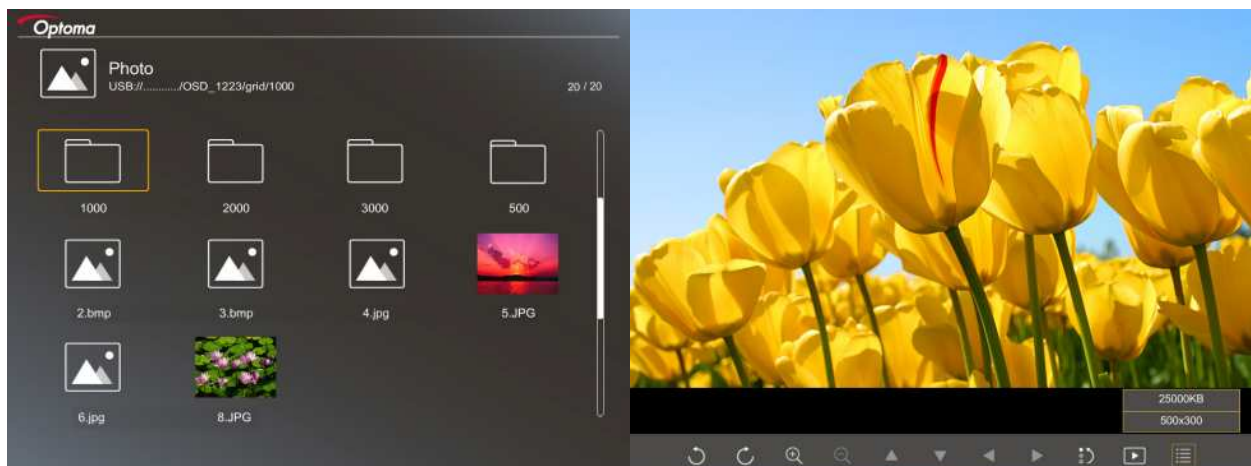 Optoma
Photo
USB://.........../OSD_1223/grid/1000
20 / 20
1000
2000
3000
500
2.bmp
3.bmp
4.jpg
5.JPG
6.jpg
8.JPG
25000KB
500x300